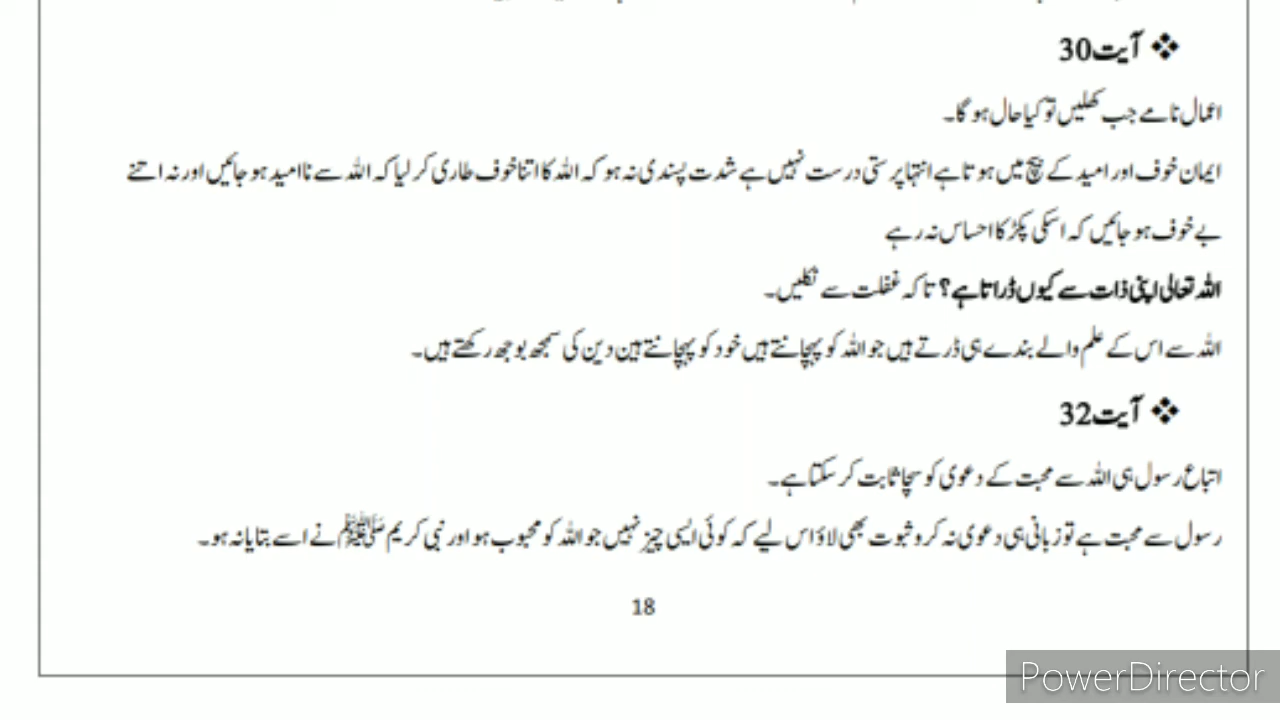 ❖ آیت30
اعمال نامے جب کھلیں تو کیا حال ہو گا۔
ایمان خوف اور امید کے بیچ میں ہوتا ہے انتہا پرستی درست نہیں ہے شدت پسندی نہ ہو کہ اللہ کا اتنا خوف طاری کر لیا کہ اللہ سے نا امید ہو جائیں اور نہ اتنے
بے خوف ہو جائیں کہ اسکی پکڑ کا احساس نہ رہے
اللہ تعالی اپنی ذات سے کیوں ڈراتا ہے؟ تا کہ غفلت سے نکلیں۔
اللہ سے اس کے علم والے بندے ہی ڈرتے ہیں جو اللہ کو پہچانتے ہیں خود کو پہچانتے ہین دین کی سمجھ بوجھ رکھتے ہیں۔
❖ آیت32
اتباع رسول ہی اللہ سے محبت کے دعوی کو سچا ثابت کر سکتا ہے۔
رسول سے محبت ہے تو زبانی ہی دعوی نہ کرو ثبوت بھی لاؤ اس لیے کہ کوئی ایسی چیز نہیں جو اللہ کو محبوب ہو اور نبی کریم ﷺ نے اسے بتایا نہ ہو۔
18
PowerDirector